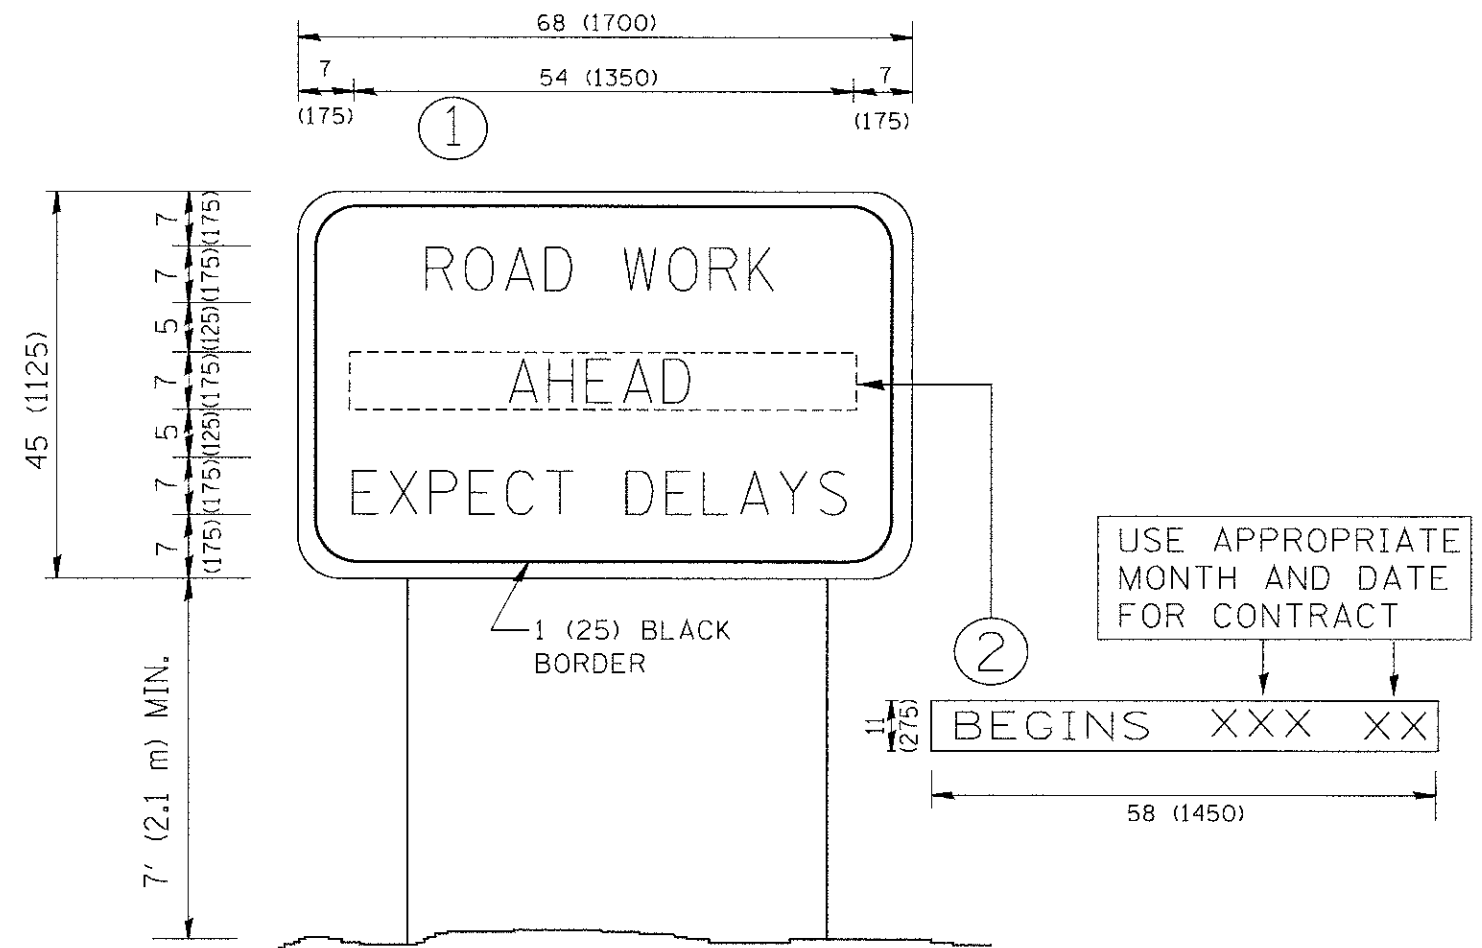 68 (1700)
7
54 (1350)
7
(175)
(175)
1
45 (1125)
7 (175)
7 (175)
5 (125)
7 (175)
5 (125)
7 (175)
7 (175)
ROAD WORK
AHEAD
EXPECT DELAYS
1 (25) BLACK
BORDER
7' (2.1 m) MIN.
2
USE APPROPRIATE
MONTH AND DATE
FOR CONTRACT
11
(275)
BEGINS XXX XX
58 (1450)